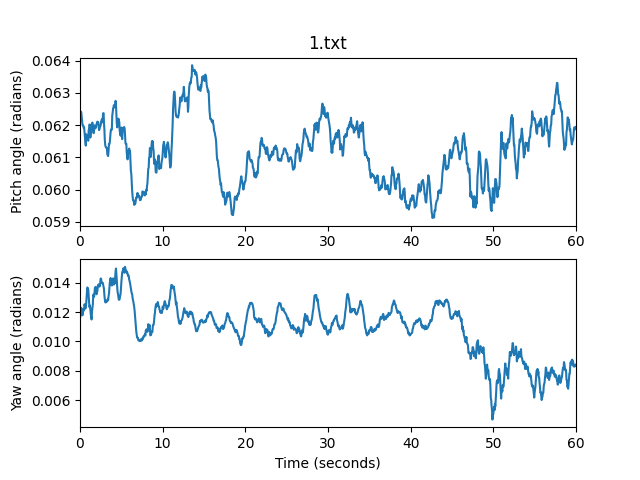 1.txt
Pitch angle (radians)
0.064
0.063
0.062
0.061
0.060
0.059
0 10 20 30 40 50 60
Yaw angle (radians)
0.014
0.012
0.010
0.008
0.006
0 10 20 30 40 50 60
Time (seconds)